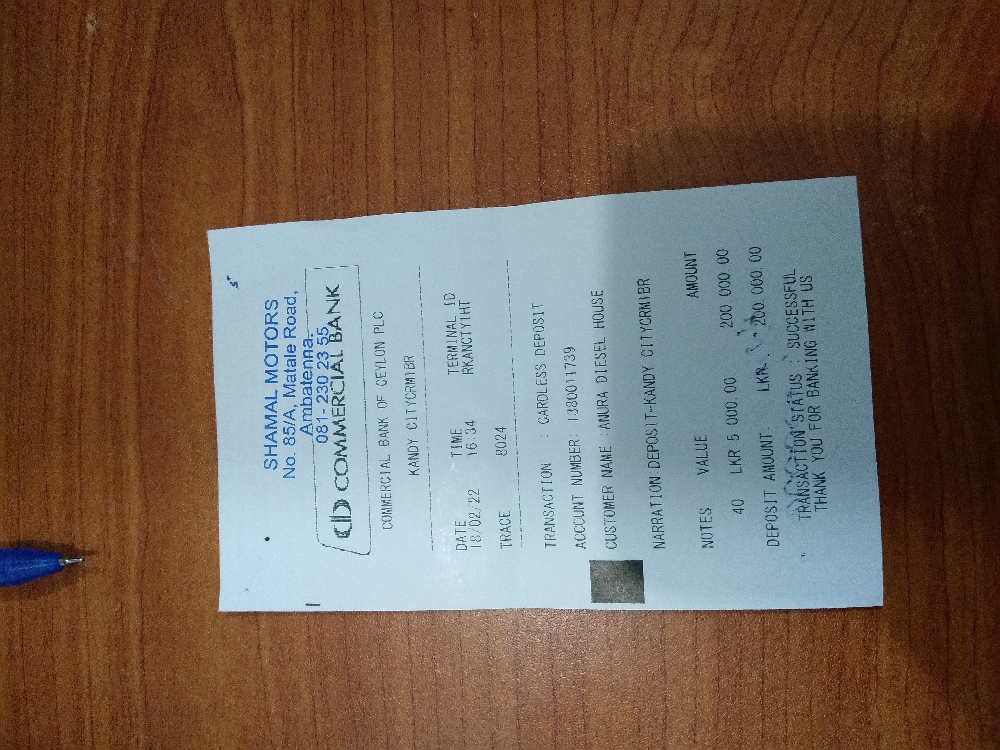 SHAMAL MOTORS
No. 85/A, Matale Road,
Ambatenna.
081- 230 23 55
COMMERCIAL BANK
COMMERCIAL BANK OF CEYLON PLC
KANDY CITYCRM1BR
DATE TIME TERMINAL ID
18/02/22 16:34 RKANCTY1HT
TRACE 8024
TRANSACTION : CARDLESS DEPOSIT
ACCOUNT NUMBER: 1380011739
CUSTOMER NAME :ANURA DIESEL HOUSE
NARRATION:DEPOSIT-KANDY CITYCRM1BR
NOTES VALUE AMOUNT
40 LKR 5 000.00 200 000.00
DEPOSIT AMOUNT: LKR. 200 000.00
TRANSACTION STATUS : SUCCESSFUL
THANK YOU FOR BANKING WITH US